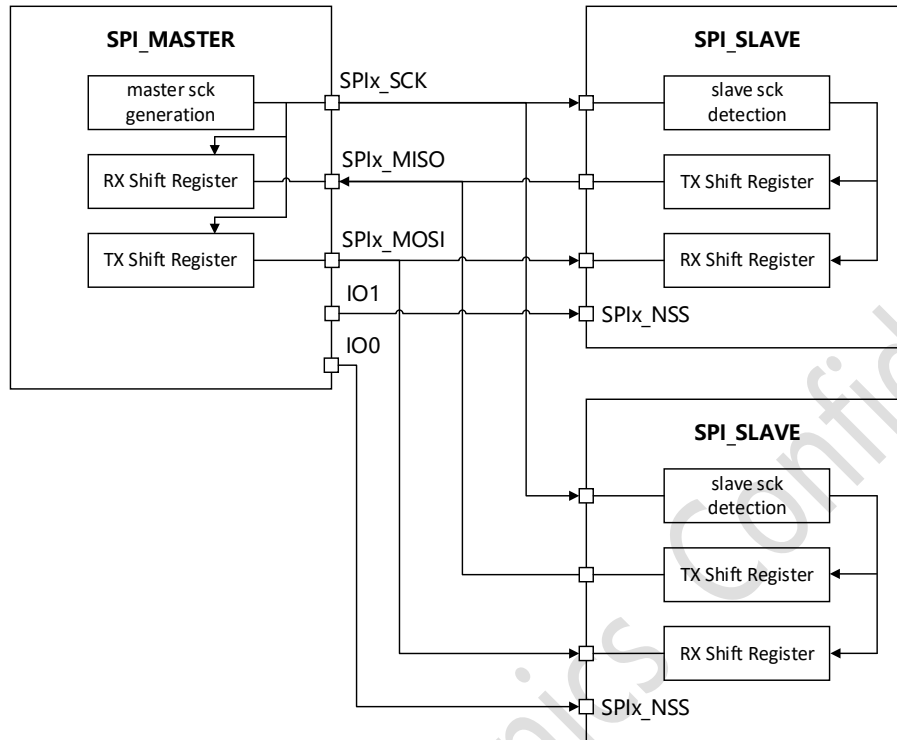 SPI_MASTER
master sck
generation
RX Shift Register
TX Shift Register
SPIx_SCK
SPIx_MISO
SPIx_MOSI
IO1
IO0
SPI_SLAVE
slave sck
detection
TX Shift Register
RX Shift Register
SPIx_NSS
SPI_SLAVE
slave sck
detection
TX Shift Register
RX Shift Register
SPIx_NSS